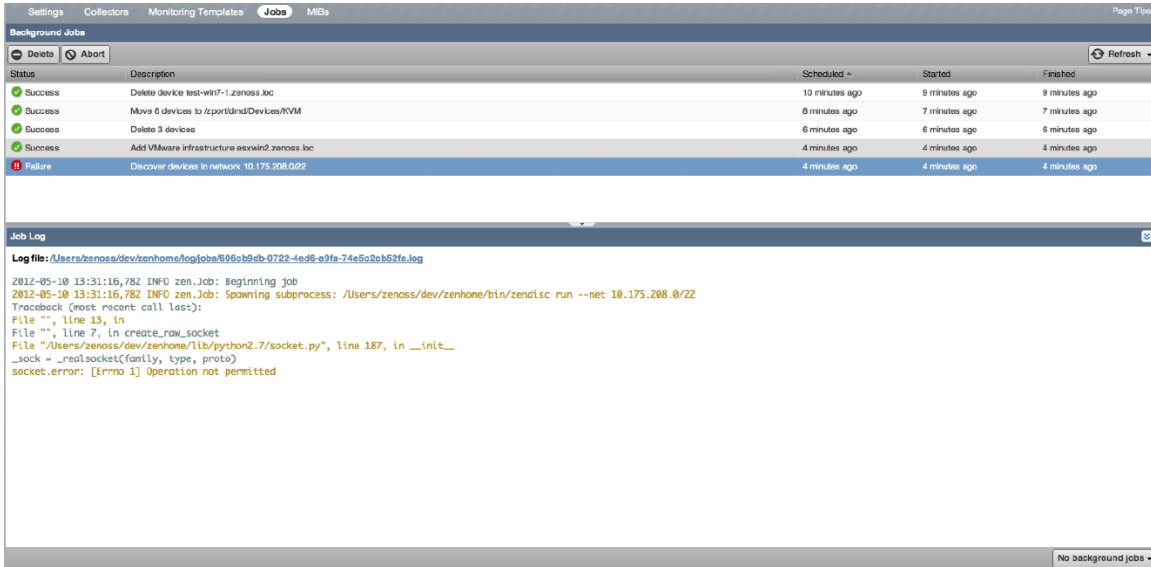 Settings Collectors Monitoring Templates Jobs MIBs Page Tips
Background Jobs
Delete Abort Refresh
Status Description Scheduled Started Finished
Success Delete device test-win7-1.zenoss.loc 10 minutes ago 9 minutes ago 9 minutes ago
Success Move 6 devices to /zport/dmd/Devices/KVM 8 minutes ago 7 minutes ago 7 minutes ago
Success Delete 3 devices 6 minutes ago 6 minutes ago 6 minutes ago
Success Add VMware infrastructure esxwin2.zenoss.loc 4 minutes ago 4 minutes ago 4 minutes ago
Failure Discover devices in network 10.175.208.0/22 4 minutes ago 4 minutes ago 4 minutes ago
Job Log
Log file: /Users/zenoss/dev/zenhome/log/jobs/606cb9db-0722-4ed6-a9fa-74e5c2cb52fa.log
2012-05-10 13:31:16,782 INFO zen.Job: Beginning job
2012-05-10 13:31:16,782 INFO zen.Job: Spawning subprocess: /Users/zenoss/dev/zenhome/bin/zendisc run --net 10.175.208.0/22
Traceback (most recent call last):
File "", line 13, in
File "", line 7, in create_raw_socket
File "/Users/zenoss/dev/zenhome/lib/python2.7/socket.py", line 187, in __init__
_sock = _realsocket(family, type, proto)
socket.error: [Errno 1] Operation not permitted
No background jobs